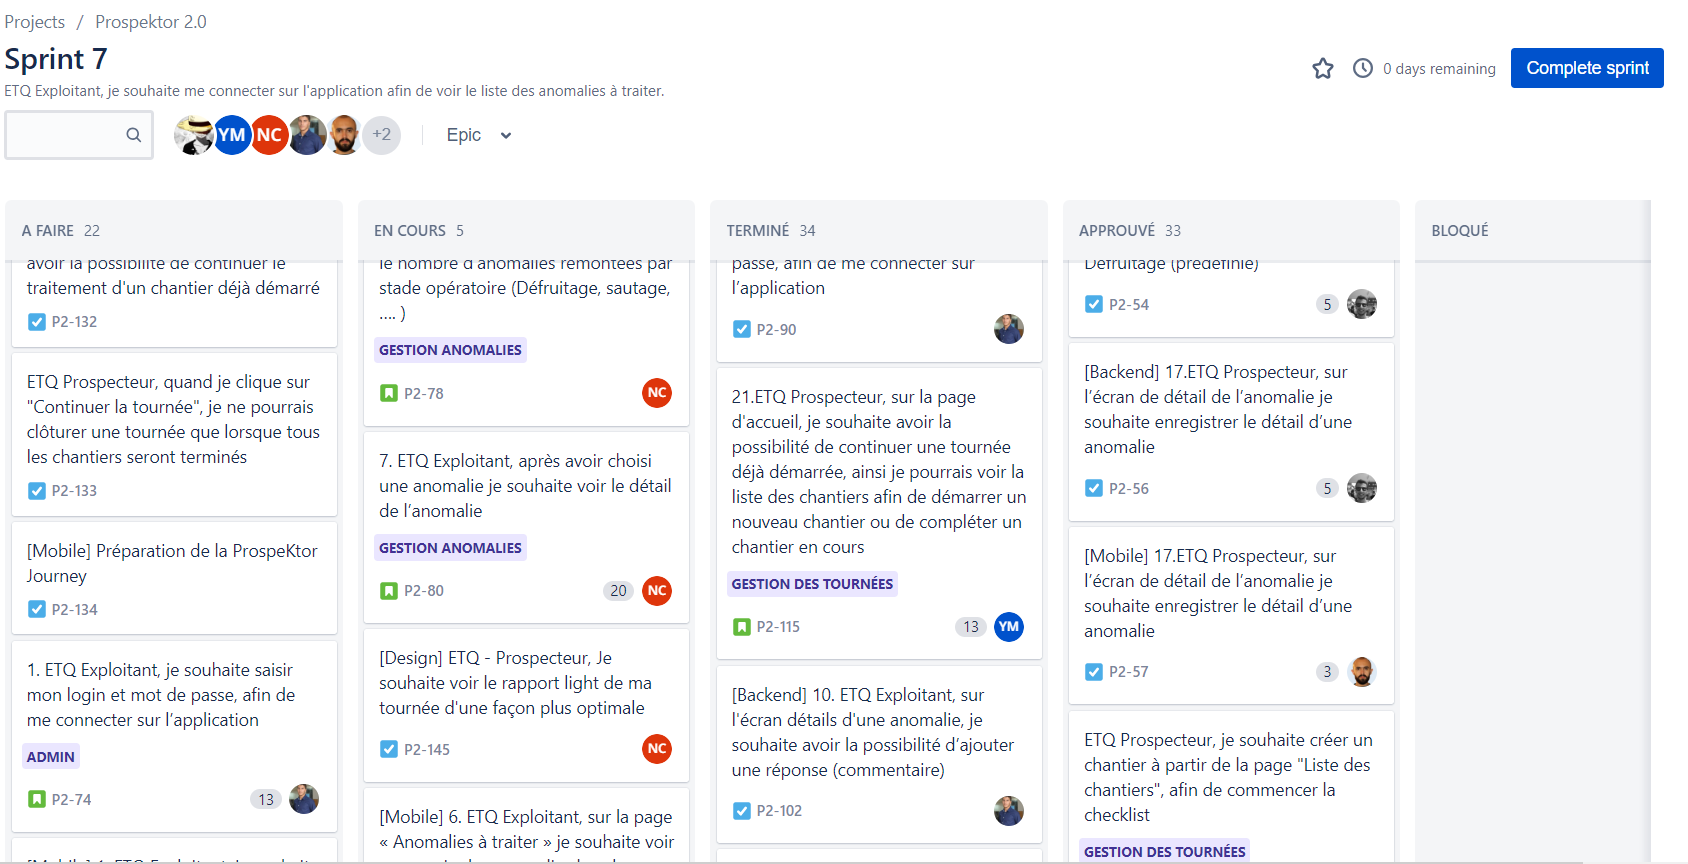 Projects / Prospektor 2.0
Sprint 7
ETQ Exploitant, je souhaite me connecter sur l'application afin de voir le liste des anomalies à traiter.
0 days remaining
Complete sprint
YM
NC
+2
Epic
A FAIRE 22
avoir la possibilité de continuer le
traitement d'un chantier déjà démarré
P2-132
ETQ Prospecteur, quand je clique sur
"Continuer la tournée", je ne pourrais
clôturer une tournée que lorsque tous
les chantiers seront terminés
P2-133
[Mobile] Préparation de la ProspeKtor
Journey
P2-134
1. ETQ Exploitant, je souhaite saisir
mon login et mot de passe, afin de
me connecter sur l’application
ADMIN
P2-74 13
EN COURS 5
le nombre d'anomalies remontées par
stade opératoire (Défruitage, sautage,
.... )
GESTION ANOMALIES
P2-78 NC
7. ETQ Exploitant, après avoir choisi
une anomalie je souhaite voir le détail
de l’anomalie
GESTION ANOMALIES
P2-80 20 NC
[Design] ETQ - Prospecteur, Je
souhaite voir le rapport light de ma
tournée d'une façon plus optimale
P2-145 NC
[Mobile] 6. ETQ Exploitant, sur la page
« Anomalies à traiter » je souhaite voir
TERMINÉ 34
passe, afin de me connecter sur
l’application
P2-90
21.ETQ Prospecteur, sur la page
d'accueil, je souhaite avoir la
possibilité de continuer une tournée
déjà démarrée, ainsi je pourrais voir la
liste des chantiers afin de démarrer un
nouveau chantier ou de compléter un
chantier en cours
GESTION DES TOURNÉES
P2-115 13 YM
[Backend] 10. ETQ Exploitant, sur
l'écran détails d'une anomalie, je
souhaite avoir la possibilité d’ajouter
une réponse (commentaire)
P2-102
APPROUVÉ 33
Défruitage (prédéfinie)
P2-54 5
[Backend] 17.ETQ Prospecteur, sur
l’écran de détail de l’anomalie je
souhaite enregistrer le détail d’une
anomalie
P2-56 5
[Mobile] 17.ETQ Prospecteur, sur
l’écran de détail de l’anomalie je
souhaite enregistrer le détail d’une
anomalie
P2-57 3
ETQ Prospecteur, je souhaite créer un
chantier à partir de la page "Liste des
chantiers", afin de commencer la
checklist
GESTION DES TOURNÉES
BLOQUÉ